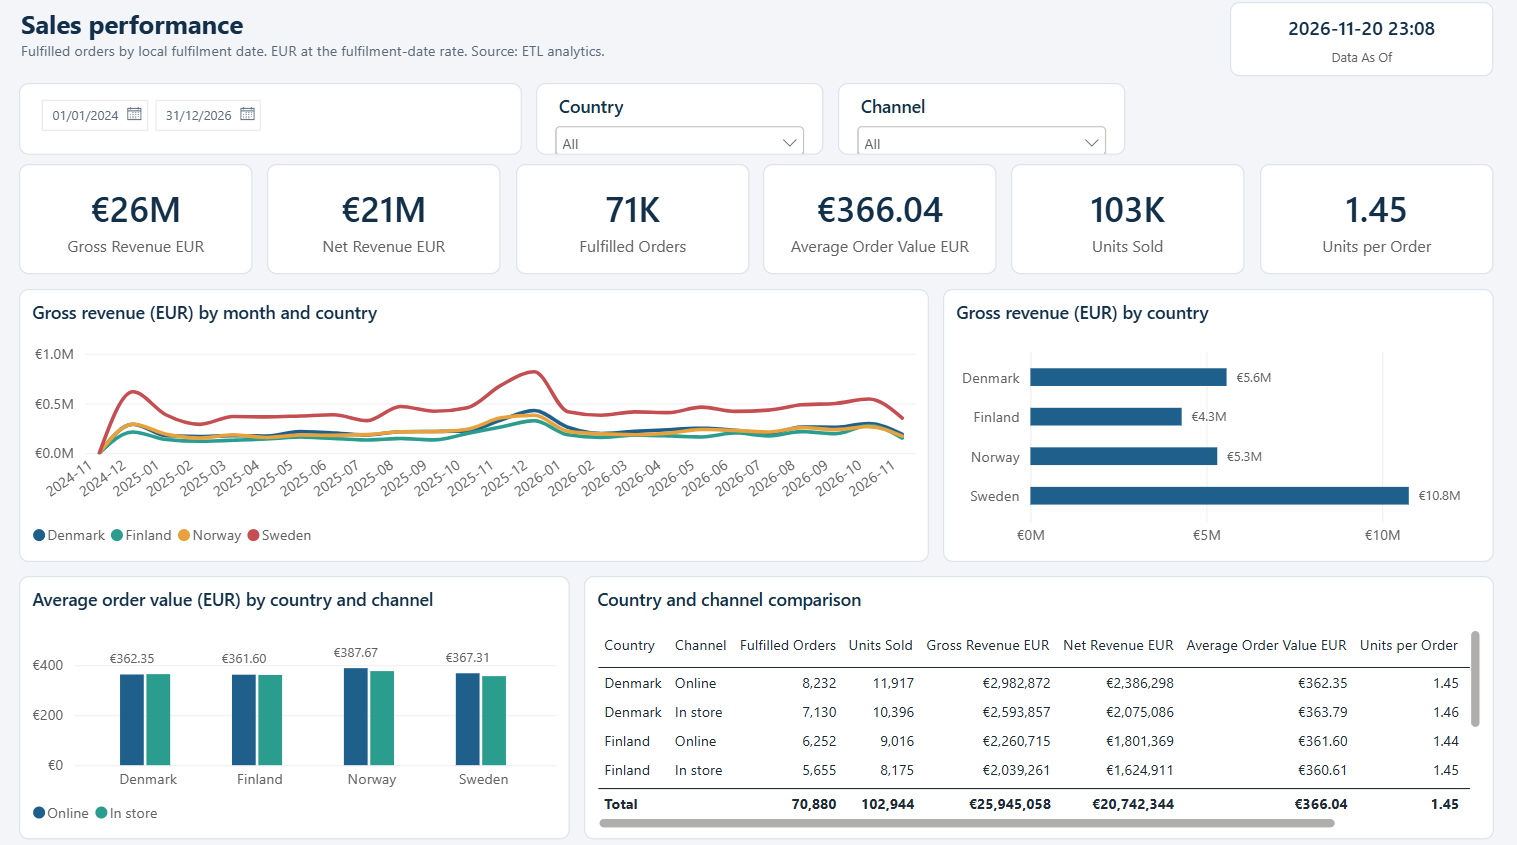 Sales performance
Fulfilled orders by local fulfilment date. EUR at the fulfilment-date rate. Source: ETL analytics.
2026-11-20 23:08
Data As Of
01/01/2024 31/12/2026
Country
All
Channel
All
€26M
Gross Revenue EUR
€21M
Net Revenue EUR
71K
Fulfilled Orders
€366.04
Average Order Value EUR
103K
Units Sold
1.45
Units per Order
Gross revenue (EUR) by month and country
€1.0M
€0.5M
€0.0M
2024-11 2024-12 2025-01 2025-02 2025-03 2025-04 2025-05 2025-06 2025-07 2025-08 2025-09 2025-10 2025-11 2025-12 2026-01 2026-02 2026-03 2026-04 2026-05 2026-06 2026-07 2026-08 2026-09 2026-10 2026-11
Denmark Finland Norway Sweden
Gross revenue (EUR) by country
Denmark €5.6M
Finland €4.3M
Norway €5.3M
Sweden €10.8M
€0M €5M €10M
Average order value (EUR) by country and channel
€362.35 €361.60 €387.67 €367.31
€400
€200
€0
Denmark Finland Norway Sweden
Online In store
Country and channel comparison
Country Channel Fulfilled Orders Units Sold Gross Revenue EUR Net Revenue EUR Average Order Value EUR Units per Order
Denmark Online 8,232 11,917 €2,982,872 €2,386,298 €362.35 1.45
Denmark In store 7,130 10,396 €2,593,857 €2,075,086 €363.79 1.46
Finland Online 6,252 9,016 €2,260,715 €1,801,369 €361.60 1.44
Finland In store 5,655 8,175 €2,039,261 €1,624,911 €360.61 1.45
Total 70,880 102,944 €25,945,058 €20,742,344 €366.04 1.45